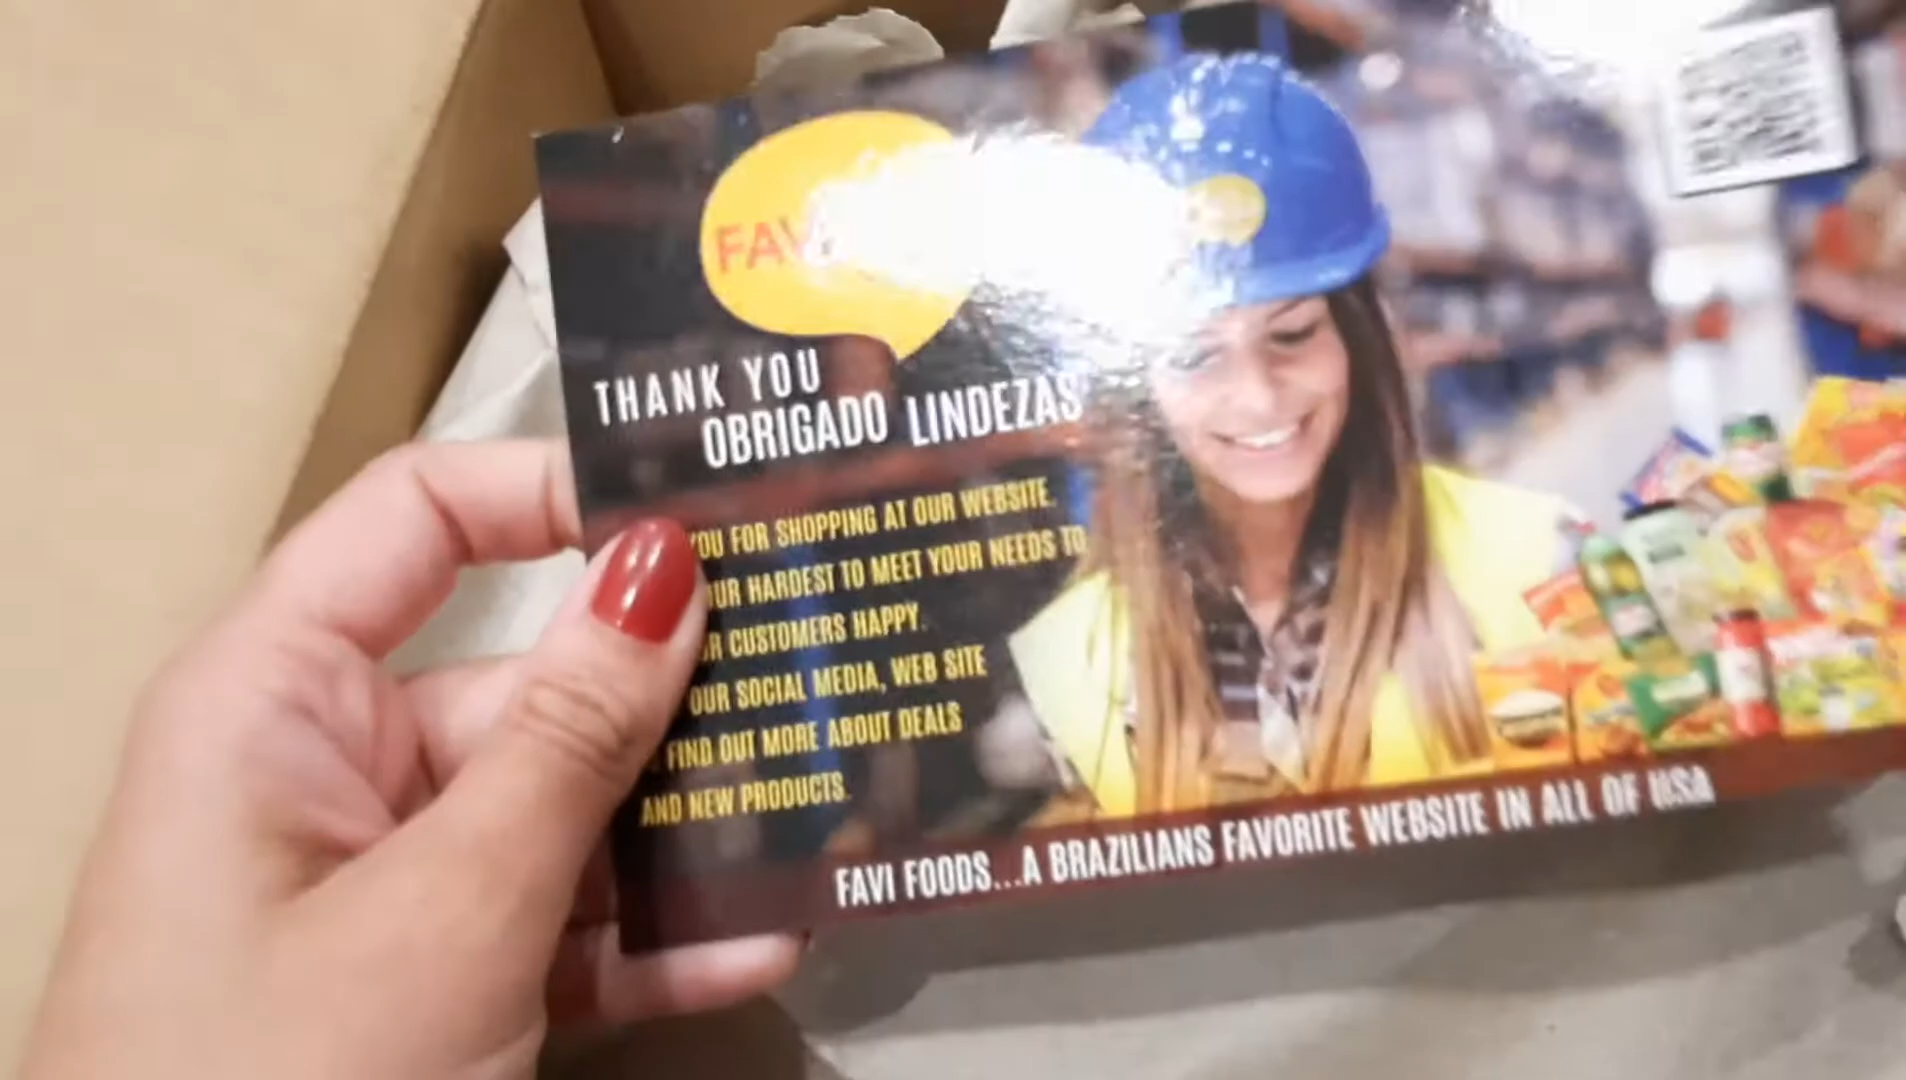 FAV
THANK YOU
OBRIGADO LINDEZAS
YOU FOR SHOPPING AT OUR WEBSITE.
UR HARDEST TO MEET YOUR NEEDS TO
R CUSTOMERS HAPPY.
OUR SOCIAL MEDIA, WEB SITE
FIND OUT MORE ABOUT DEALS
AND NEW PRODUCTS.
FAVI FOODS...A BRAZILIANS FAVORITE WEBSITE IN ALL OF USA